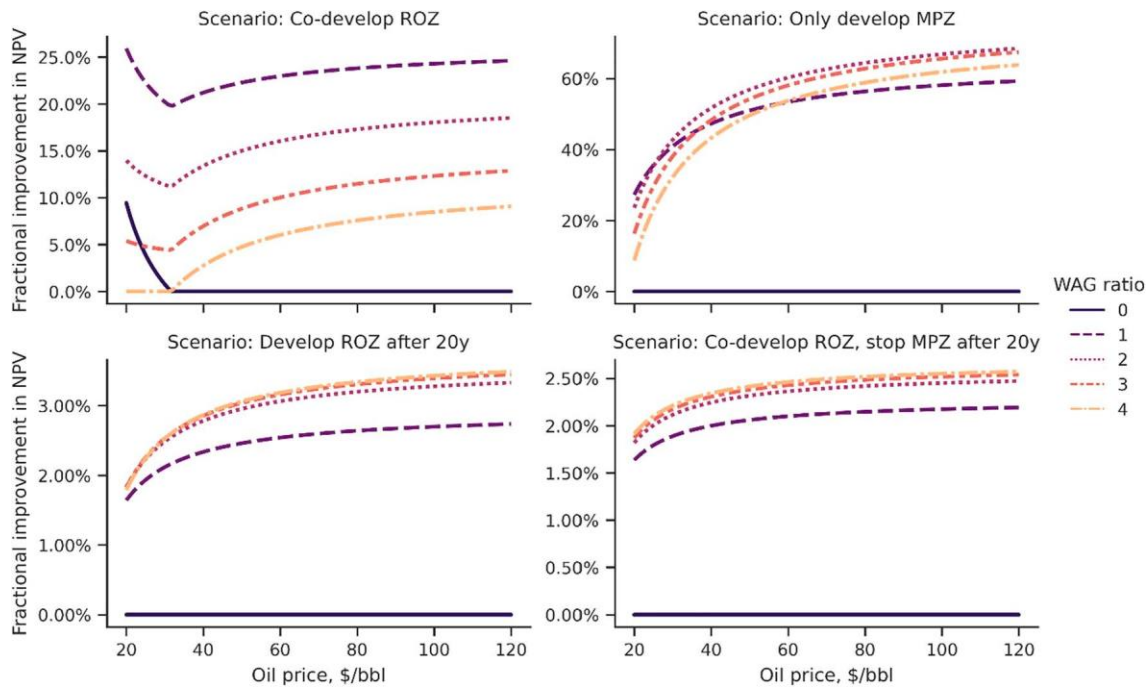 Scenario: Co-develop ROZ
Scenario: Only develop MPZ
Fractional improvement in NPV
25.0%
20.0%
15.0%
10.0%
5.0%
0.0%
60%
40%
20%
0%
WAG ratio
0
1
2
3
4
Scenario: Develop ROZ after 20y
Scenario: Co-develop ROZ, stop MPZ after 20y
Fractional improvement in NPV
3.00%
2.00%
1.00%
0.00%
2.50%
2.00%
1.50%
1.00%
0.50%
0.00%
20 40 60 80 100 120
20 40 60 80 100 120
Oil price, $/bbl
Oil price, $/bbl